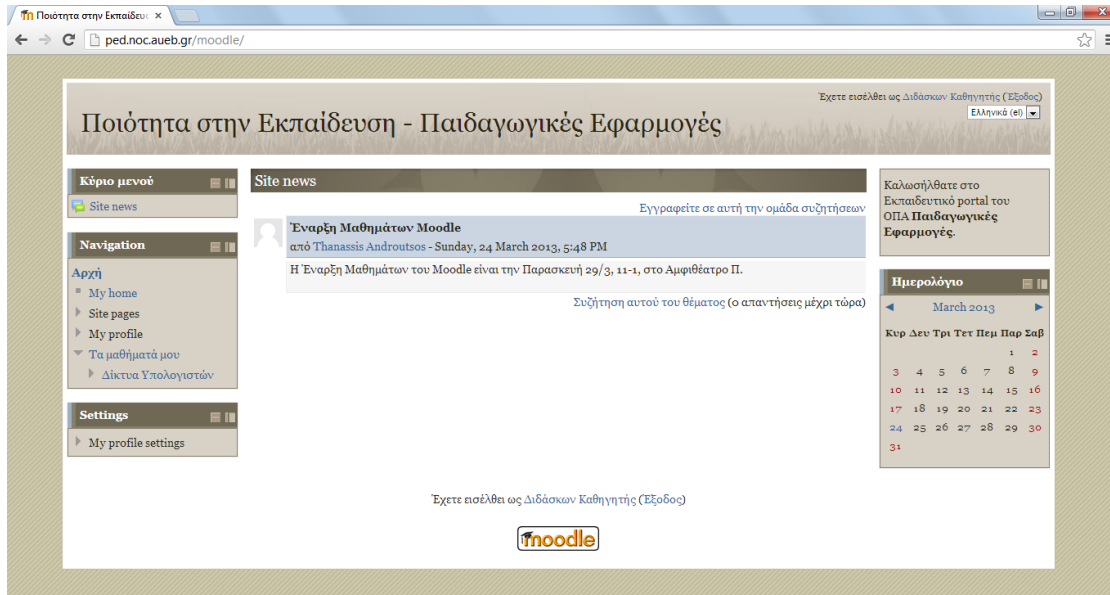 Ποιότητα στην Εκπαίδευσ
ped.noc.aueb.gr/moodle/
Έχετε εισέλθει ως Διδάσκων Καθηγητής (Έξοδος)
Ελληνικά (el)
Ποιότητα στην Εκπαίδευση - Παιδαγωγικές Εφαρμογές
Κύριο μενού
Site news
Navigation
Αρχή
My home
Site pages
My profile
Τα μαθήματά μου
Δίκτυα Υπολογιστών
Settings
My profile settings
Site news
Εγγραφείτε σε αυτή την ομάδα συζητήσεων
Έναρξη Μαθημάτων Moodle
από Thanassis Androutsos - Sunday, 24 March 2013, 5:48 PM
Η Έναρξη Μαθημάτων του Moodle είναι την Παρασκευή 29/3, 11-1, στο Αμφιθέατρο Π.
Συζήτηση αυτού του θέματος (0 απαντήσεις μέχρι τώρα)
Καλωσήλθατε στο
Εκπαιδευτικό portal του
ΟΠΑ Παιδαγωγικές
Εφαρμογές.
Ημερολόγιο
March 2013
Κυρ Δευ Τρι Τετ Πεμ Παρ Σαβ
1 2
3 4 5 6 7 8 9
10 11 12 13 14 15 16
17 18 19 20 21 22 23
24 25 26 27 28 29 30
31
Έχετε εισέλθει ως Διδάσκων Καθηγητής (Έξοδος)
moodle